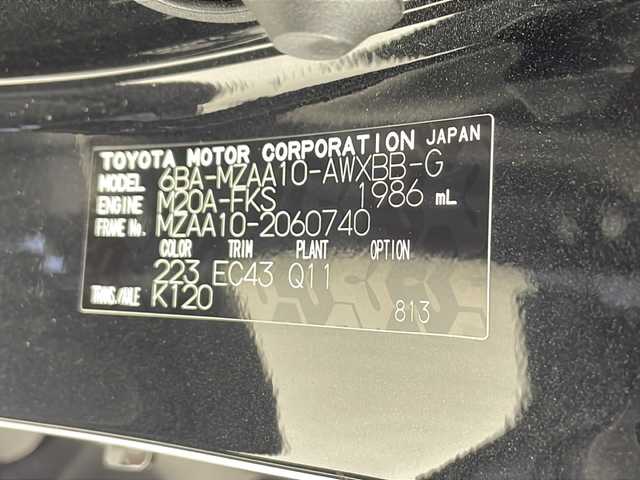 TOYOTA MOTOR CORPORATION JAPAN
MODEL 6BA-MZAA10-AWXBB-G
ENGINE M20A-FKS 1986 mL
FRAME No. MZAA10-2060740
COLOR TRIM PLANT OPTION
223 EC43 Q11
TRANS./AXLE K120
813